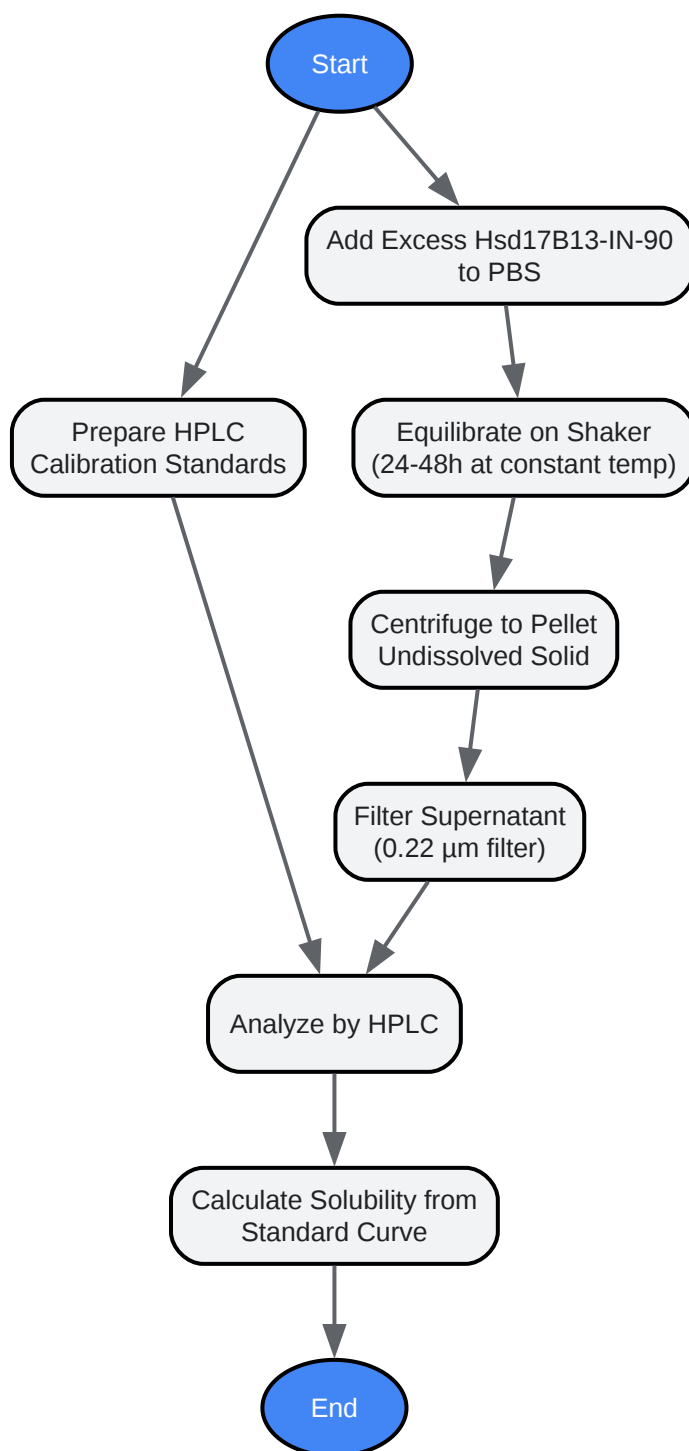 Start
Add Excess Hsd17B13-IN-90
to PBS
Prepare HPLC
Calibration Standards
Equilibrate on Shaker
(24-48h at constant temp)
Centrifuge to Pellet
Undissolved Solid
Filter Supernatant
(0.22 µm filter)
Analyze by HPLC
Calculate Solubility from
Standard Curve
End